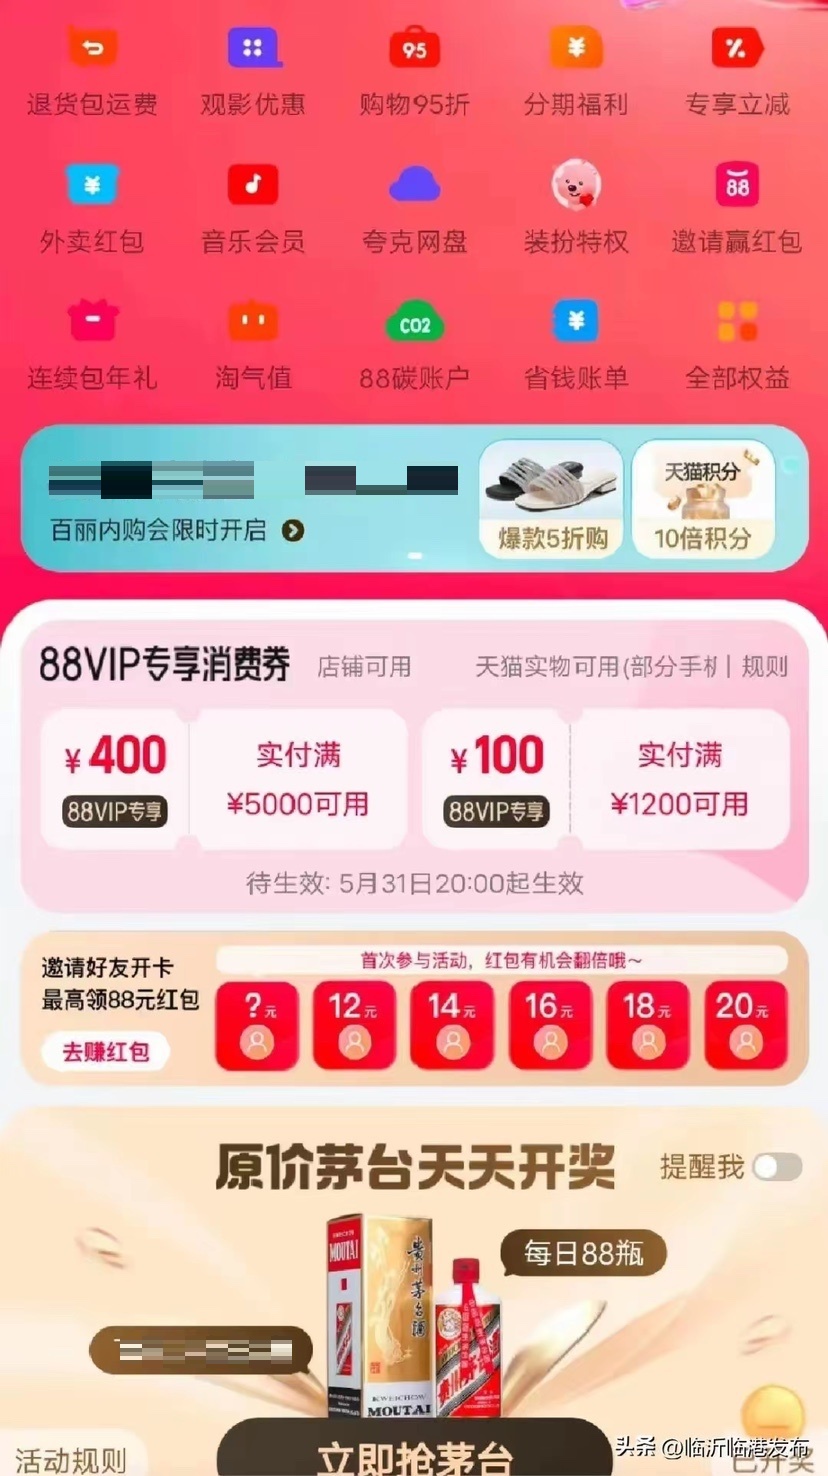 95
退货包运费 观影优惠 购物95折 分期福利 专享立减
88
外卖红包 音乐会员 夸克网盘 装扮特权 邀请赢红包
CO2
连续包年礼 淘气值 88碳账户 省钱账单 全部权益
天猫积分
百丽内购会限时开启
爆款5折购 10倍积分
88VIP专享消费券 店铺可用 天猫实物可用(部分手机 | 规则
¥400 实付满 ¥100 实付满
88VIP专享 ¥5000可用 88VIP专享 ¥1200可用
待生效: 5月31日20:00起生效
邀请好友开卡 首次参与活动，红包有机会翻倍哦~
最高领88元红包 ?元 12元 14元 16元 18元 20元
去赚红包
原价茅台天天开奖 提醒我
每日88瓶
MOUTAI
贵州茅台酒
KWEICHOW
MOUTAI
活动规则 立即抢茅台 已开奖
头条 @临沂临港发布